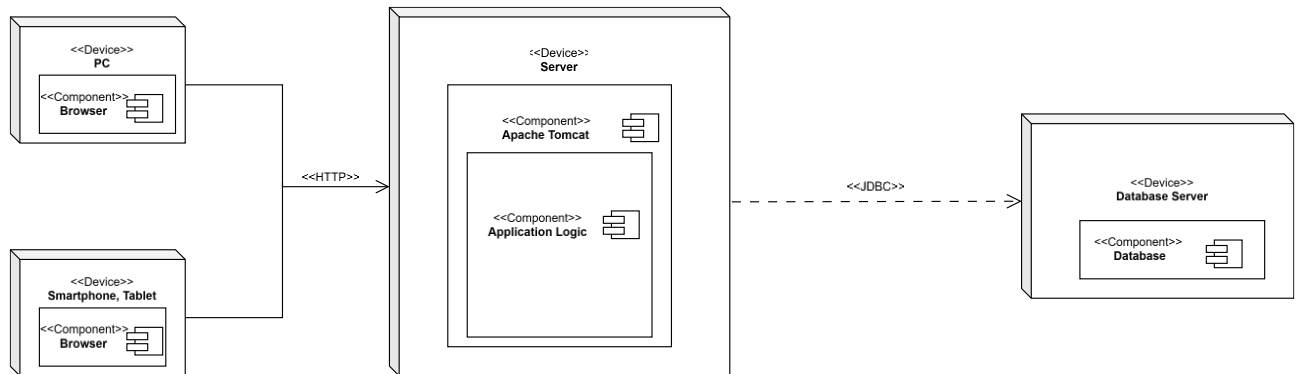 <<Device>>
PC
<<Component>>
Browser
<<Device>>
Smartphone, Tablet
<<Component>>
Browser
<<HTTP>>
<<Device>>
Server
<<Component>>
Apache Tomcat
<<Component>>
Application Logic
<<JDBC>>
<<Device>>
Database Server
<<Component>>
Database